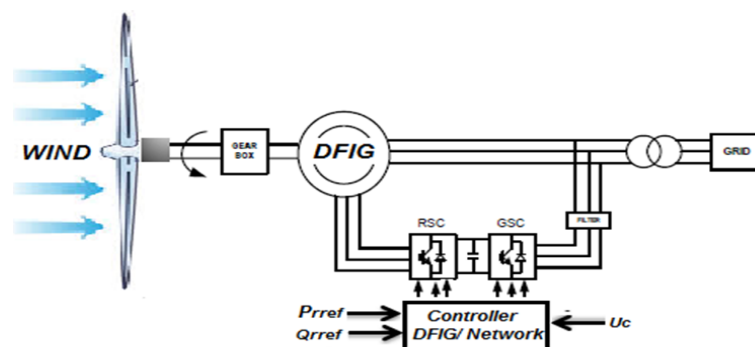 WIND
GEAR
BOX
DFIG
GRID
FILTER
RSC
GSC
Prref
Qrref
Controller
DFIG/ Network
Uc